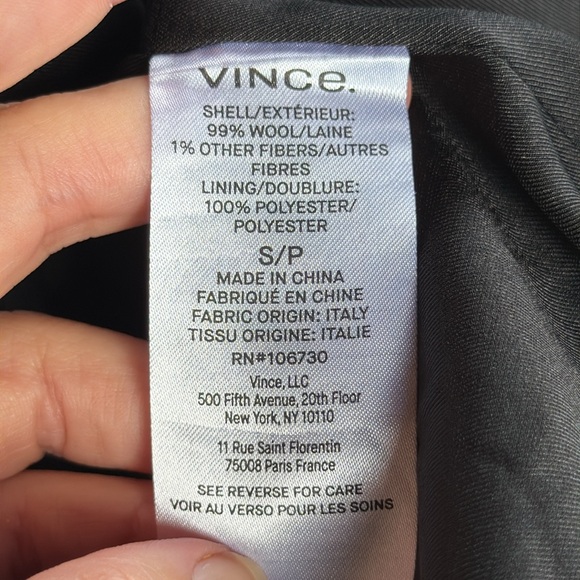 VINCE.
SHELL/EXTÉRIEUR:
99% WOOL/LAINE
1% OTHER FIBERS/AUTRES
FIBRES
LINING/DOUBLURE:
100% POLYESTER/
POLYESTER
S/P
MADE IN CHINA
FABRIQUÉ EN CHINE
FABRIC ORIGIN: ITALY
TISSU ORIGINE: ITALIE
RN#106730
Vince, LLC
500 Fifth Avenue, 20th Floor
New York, NY 10110
11 Rue Saint Florentin
75008 Paris France
SEE REVERSE FOR CARE
VOIR AU VERSO POUR LES SOINS